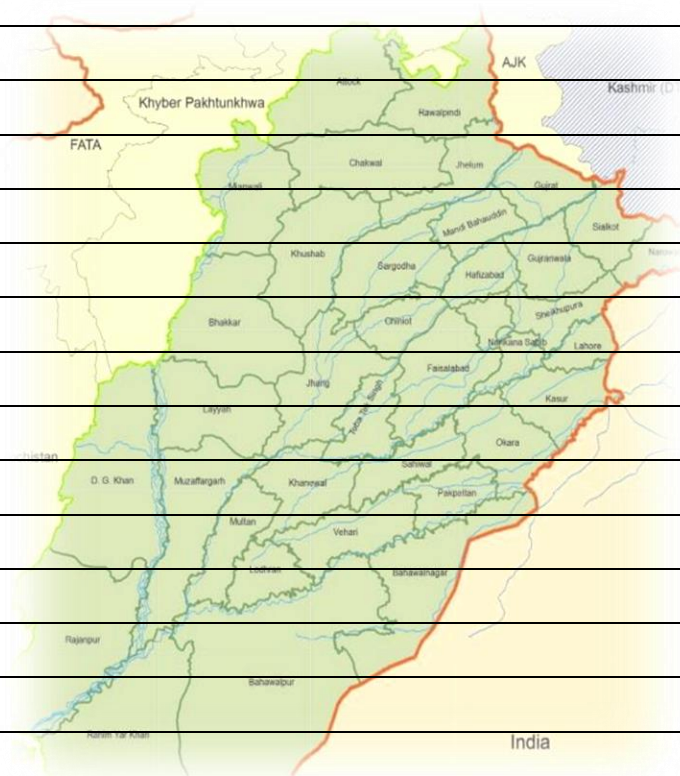 AJK
Kashmir (D
Khyber Pakhtunkhwa
Attock
Rawalpindi
FATA
Chakwal
Jhelum
Mianwali
Gujrat
Mandi Bahauddin
Sialkot
Khushab
Gujranwala
Sargodha
Hafizabad
Bhakkar
Chiniot
Sheikhupura
Nankana Sahib
Lahore
Faisalabad
Jhang
Kasur
Layyah
Toba Tek Singh
Okara
Sahiwal
D. G. Khan
Muzaffargarh
Khanewal
Pakpattan
Multan
Vehari
Lodhran
Bahawalnagar
Rajanpur
Bahawalpur
Rahim Yar Khan
India